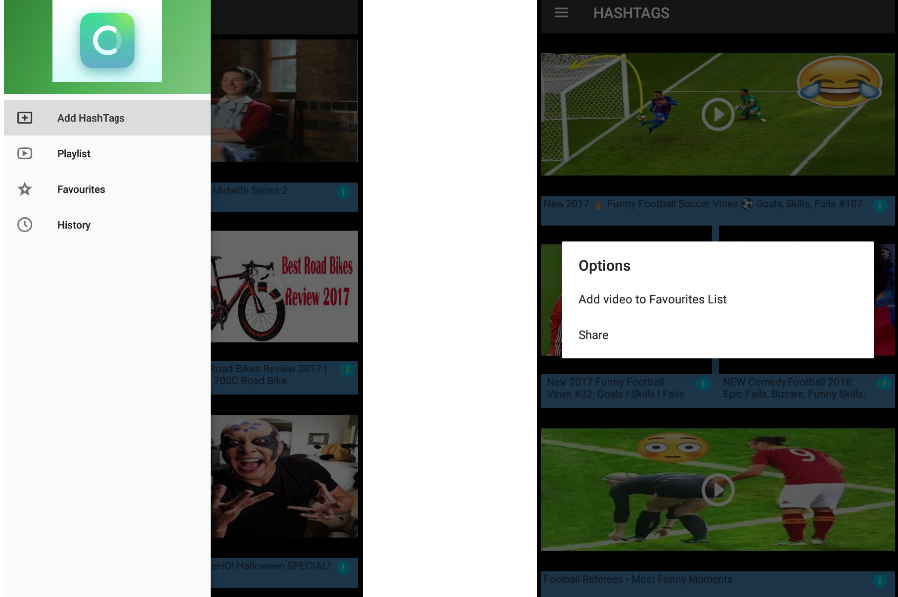 Add HashTags
Playlist
Favourites
History
Midwife Series 2
Best Road Bikes
Review 2017
Road Bikes Review 2017 |
700C Road Bike
eHD! Halloween SPECIAL!
HASHTAGS
New 2017 ✌ Funny Football Soccer Vines ⚽ Goals, Skills, Fails #107
Options
Add video to Favourites List
Share
New 2017 Funny Football
Vines #32: Goals l Skills l Fails
NEW Comedy Football 2018:
Epic Fails, Bizzare, Funny Skills,
9
Football Referees • Most Funny Moments